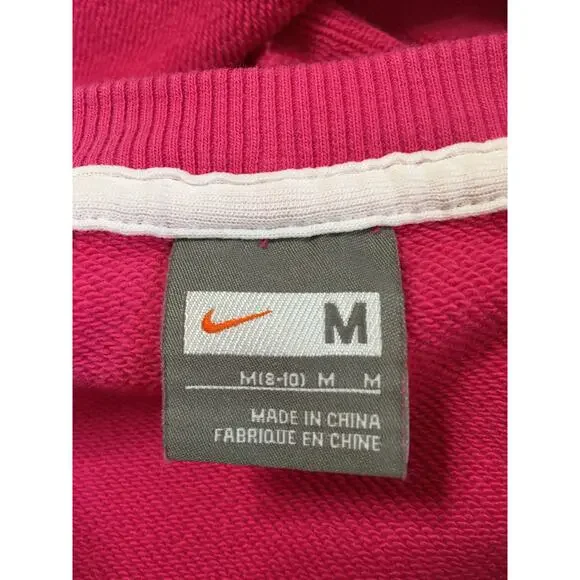 M
M(8-10) M M
MADE IN CHINA
FABRIQUE EN CHINE